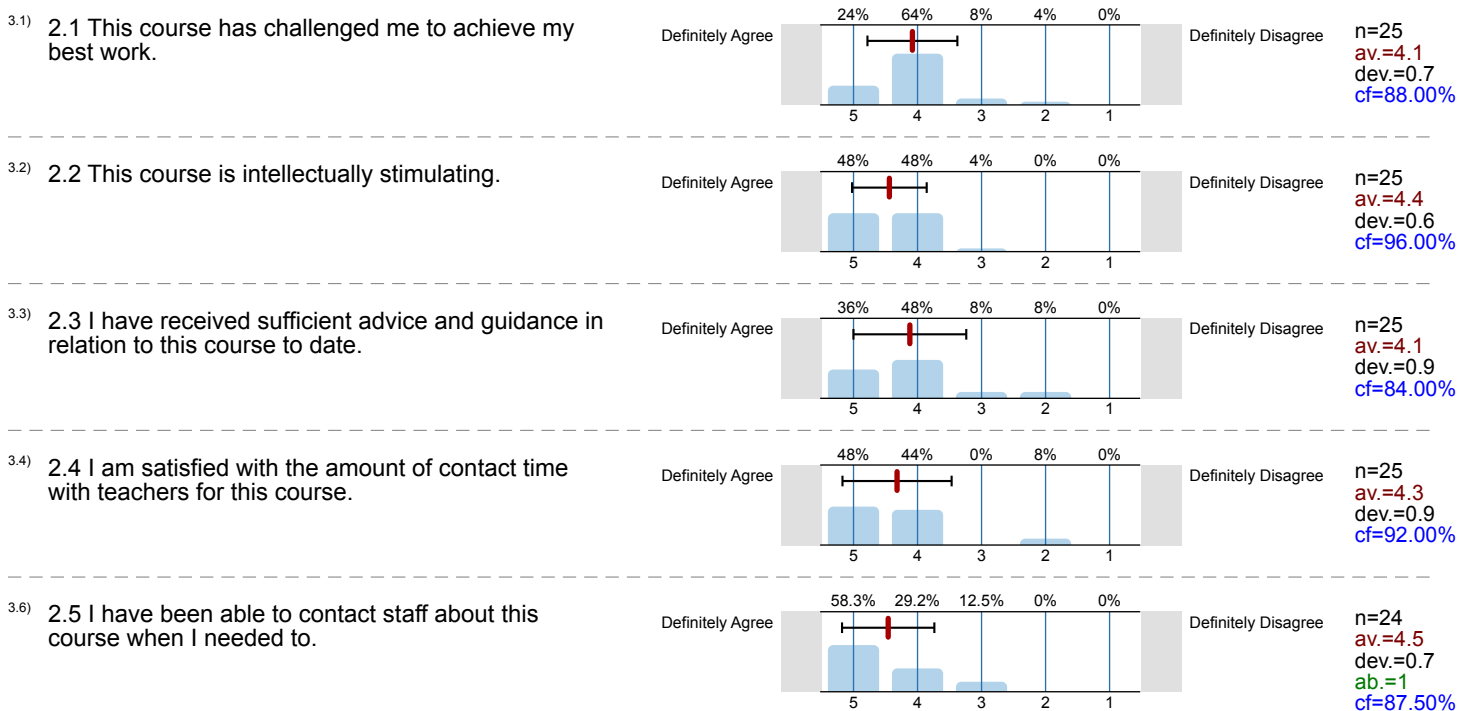 3.1) 2.1 This course has challenged me to achieve my
best work.
Definitely Agree
24% 64% 8% 4% 0%
5 4 3 2 1
Definitely Disagree
n=25
av.=4.1
dev.=0.7
cf=88.00%
3.2) 2.2 This course is intellectually stimulating.
Definitely Agree
48% 48% 4% 0% 0%
5 4 3 2 1
Definitely Disagree
n=25
av.=4.4
dev.=0.6
cf=96.00%
3.3) 2.3 I have received sufficient advice and guidance in
relation to this course to date.
Definitely Agree
36% 48% 8% 8% 0%
5 4 3 2 1
Definitely Disagree
n=25
av.=4.1
dev.=0.9
cf=84.00%
3.4) 2.4 I am satisfied with the amount of contact time
with teachers for this course.
Definitely Agree
48% 44% 0% 8% 0%
5 4 3 2 1
Definitely Disagree
n=25
av.=4.3
dev.=0.9
cf=92.00%
3.6) 2.5 I have been able to contact staff about this
course when I needed to.
Definitely Agree
58.3% 29.2% 12.5% 0% 0%
5 4 3 2 1
Definitely Disagree
n=24
av.=4.5
dev.=0.7
ab.=1
cf=87.50%